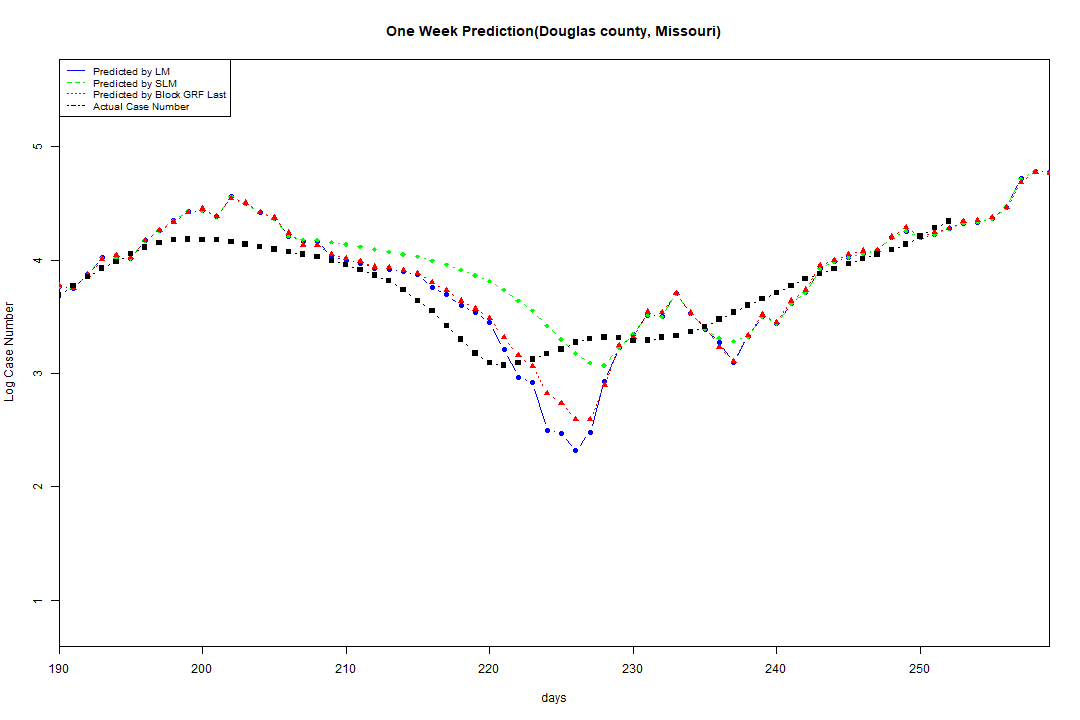 One Week Prediction(Douglas county, Missouri)
Predicted by LM
Predicted by SLM
Predicted by Block GRF Last
Actual Case Number
5
4
3
2
1
Log Case Number
190 200 210 220 230 240 250
days